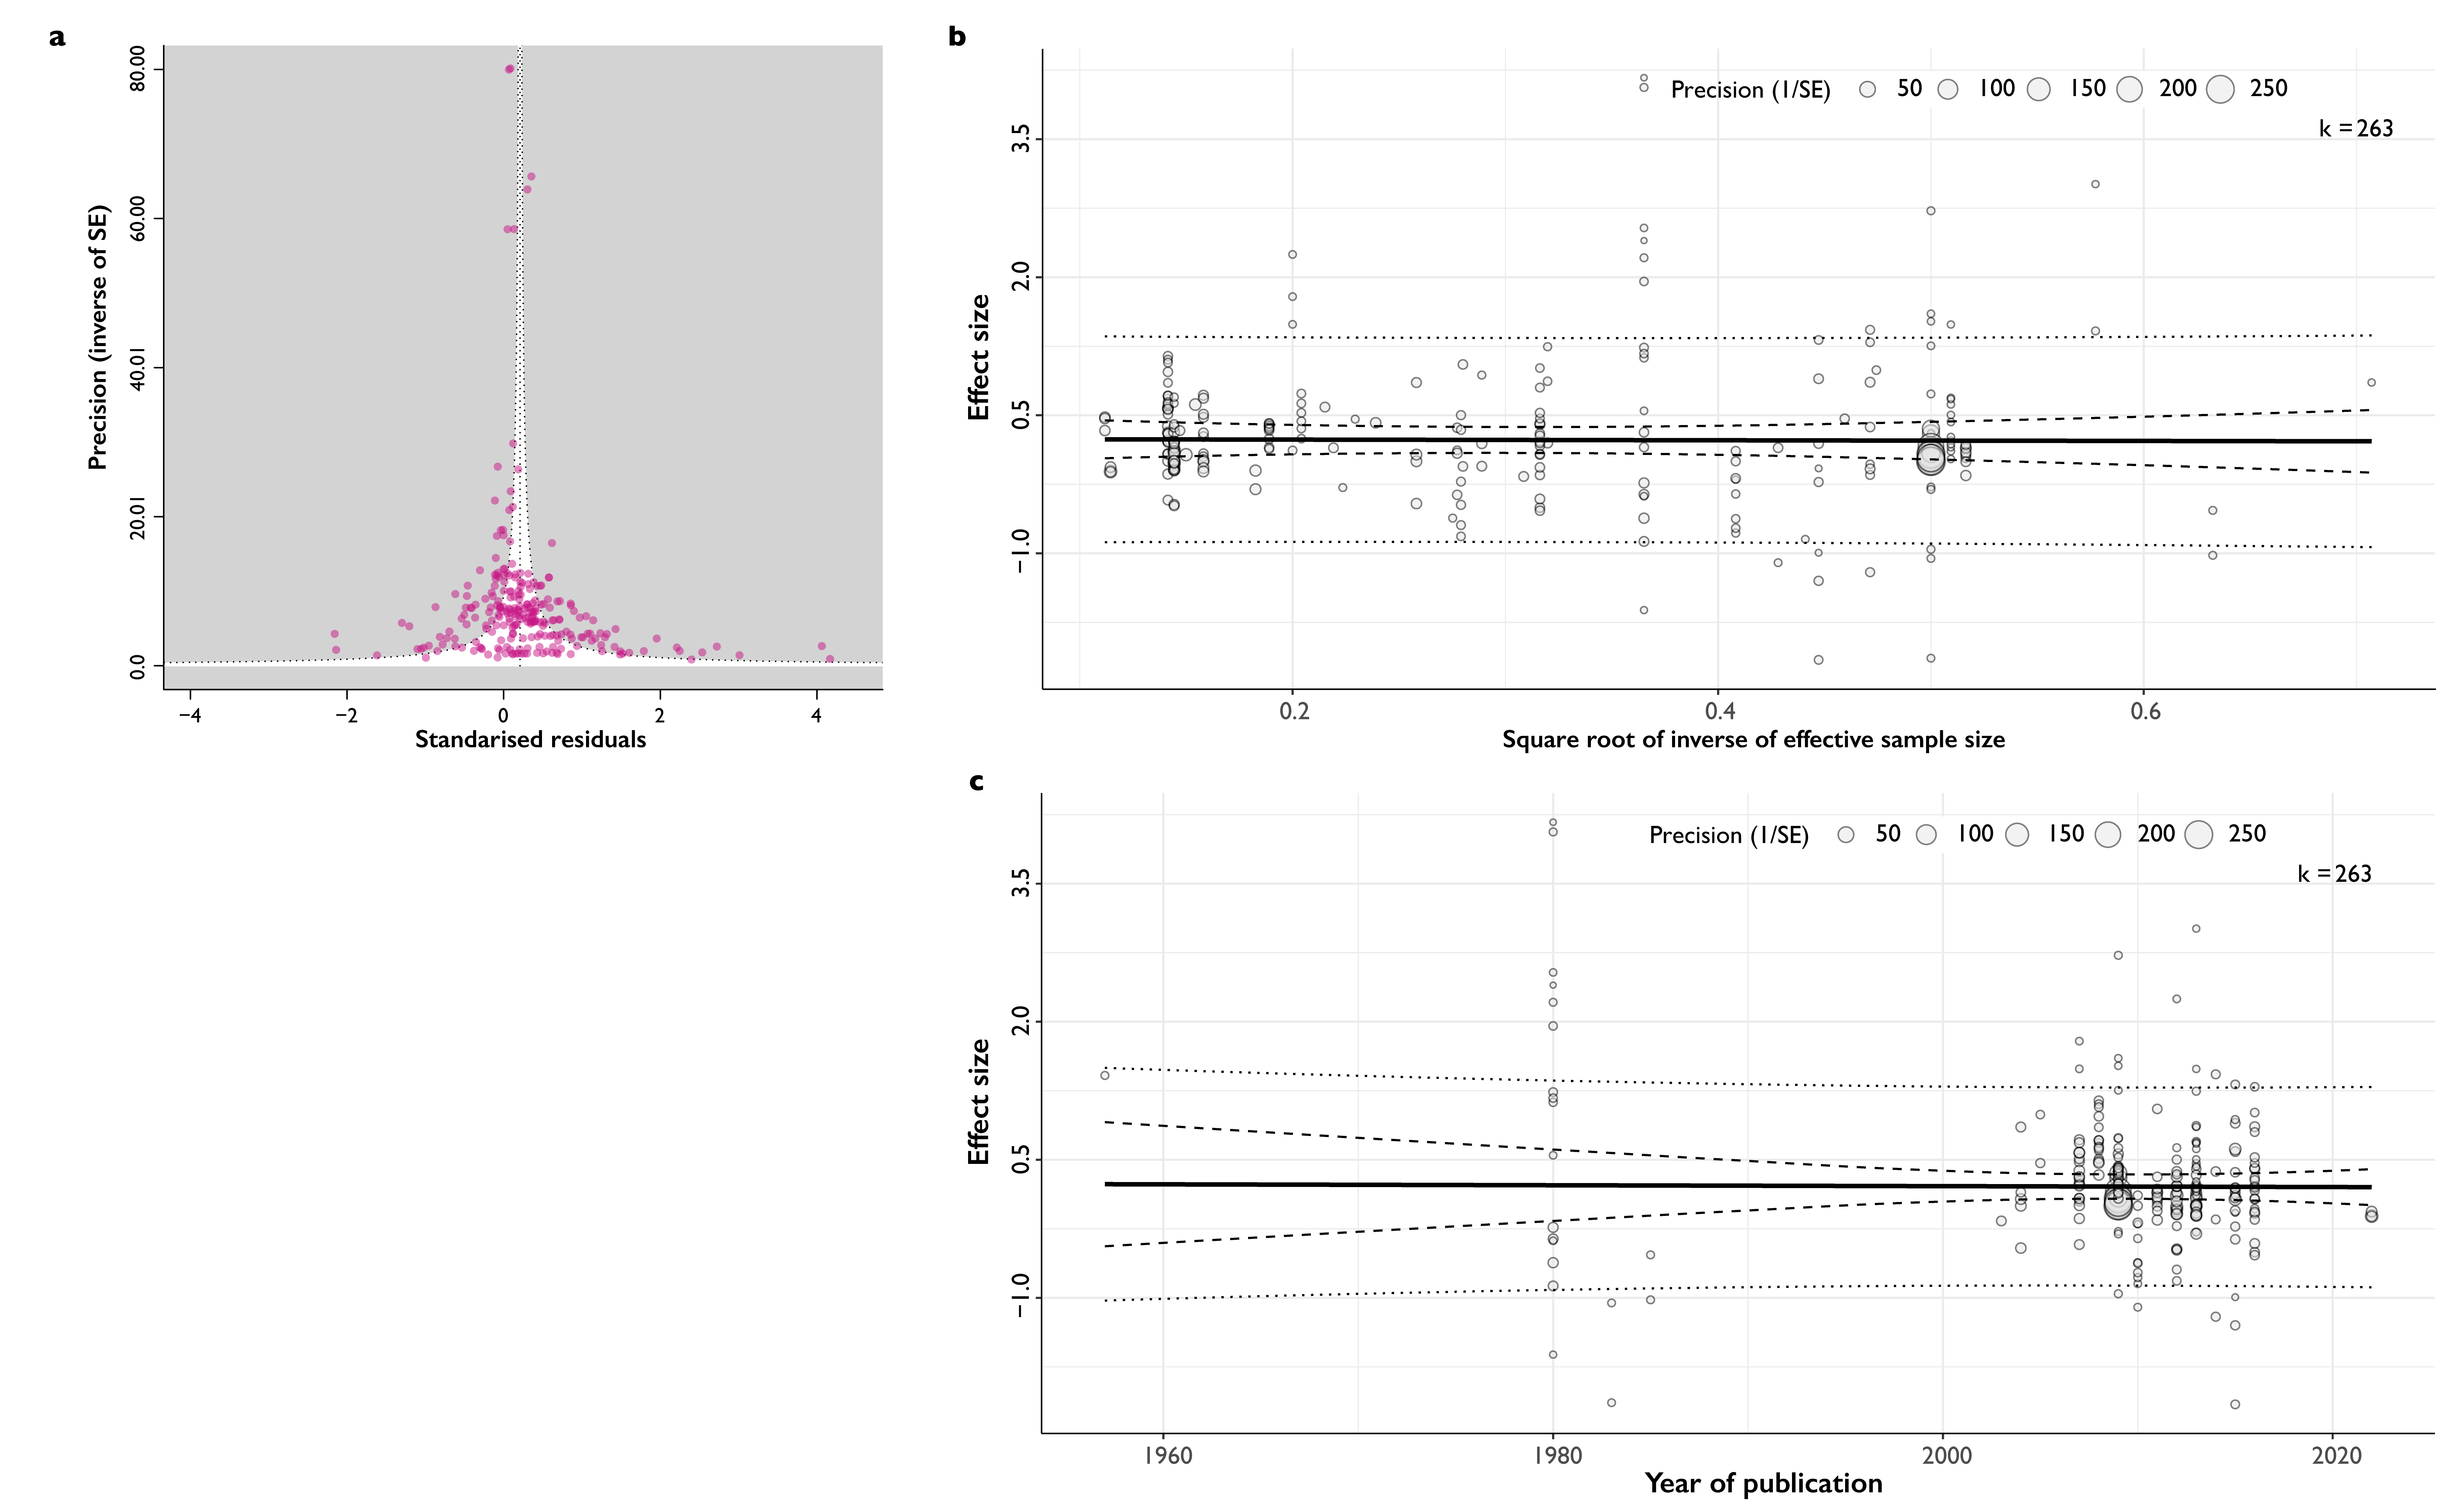 a
Precision (inverse of SE)
80.00
60.00
40.01
20.01
0.0
−4 −2 0 2 4
Standarised residuals
b
Precision (1/SE) 50 100 150 200 250
k = 263
Effect size
3.5
2.0
0.5
−1.0
0.2 0.4 0.6
Square root of inverse of effective sample size
c
Precision (1/SE) 50 100 150 200 250
k = 263
Effect size
3.5
2.0
0.5
−1.0
1960 1980 2000 2020
Year of publication